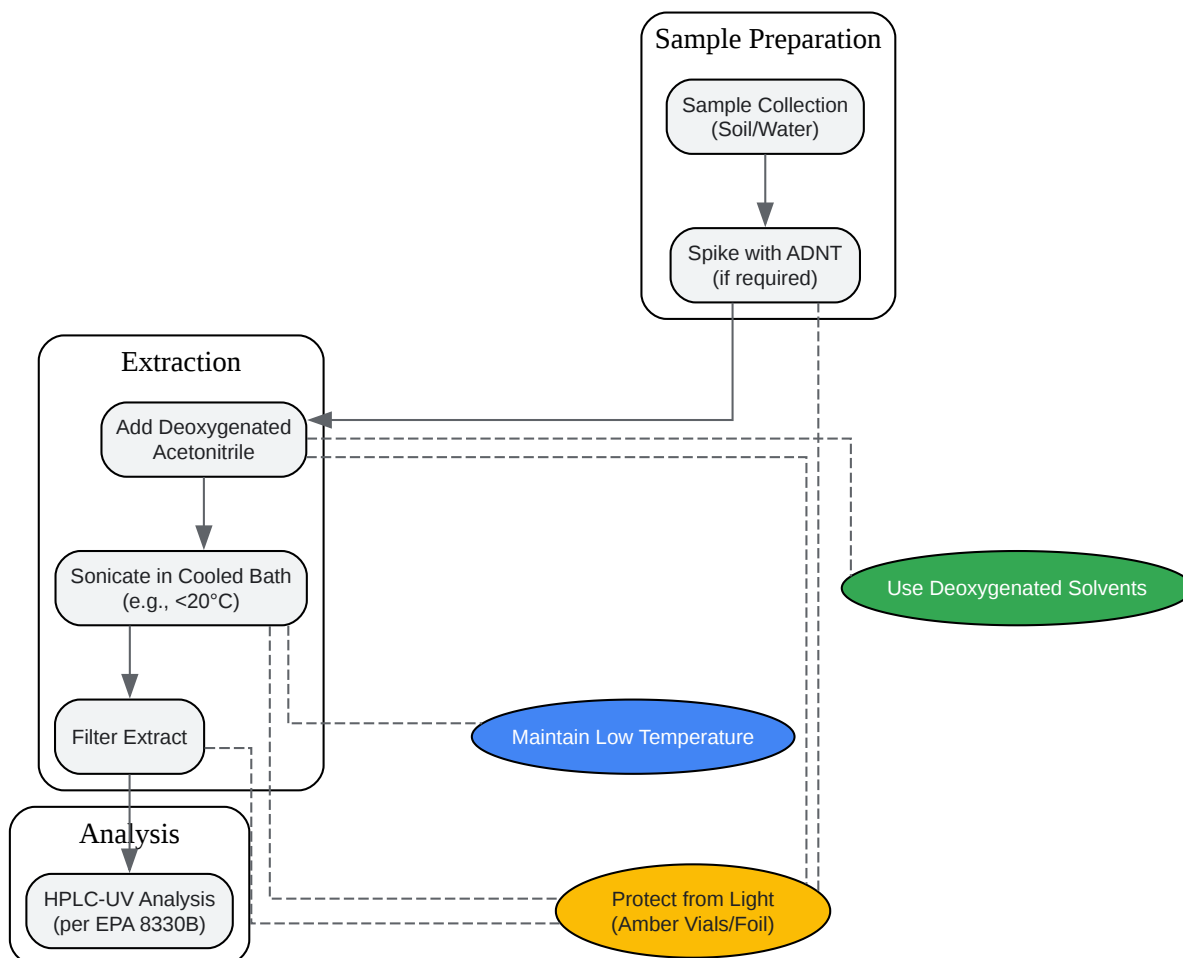 Sample Preparation
Sample Collection
(Soil/Water)
Spike with ADNT
(if required)
Extraction
Add Deoxygenated
Acetonitrile
Sonicate in Cooled Bath
(e.g., <20°C)
Use Deoxygenated Solvents
Filter Extract
Maintain Low Temperature
Analysis
HPLC-UV Analysis
(per EPA 8330B)
Protect from Light
(Amber Vials/Foil)